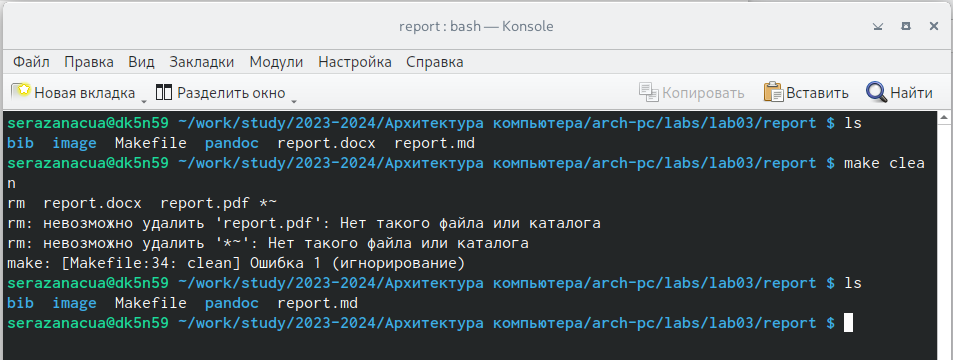 report : bash — Konsole
Файл Правка Вид Закладки Модули Настройка Справка
Новая вкладка Разделить окно Копировать Вставить Найти
serazanacua@dk5n59 ~/work/study/2023-2024/Архитектура компьютера/arch-pc/labs/lab03/report $ ls
bib image Makefile pandoc report.docx report.md
serazanacua@dk5n59 ~/work/study/2023-2024/Архитектура компьютера/arch-pc/labs/lab03/report $ make clea
n
rm report.docx report.pdf *~
rm: невозможно удалить 'report.pdf': Нет такого файла или каталога
rm: невозможно удалить '*~': Нет такого файла или каталога
make: [Makefile:34: clean] Ошибка 1 (игнорирование)
serazanacua@dk5n59 ~/work/study/2023-2024/Архитектура компьютера/arch-pc/labs/lab03/report $ ls
bib image Makefile pandoc report.md
serazanacua@dk5n59 ~/work/study/2023-2024/Архитектура компьютера/arch-pc/labs/lab03/report $